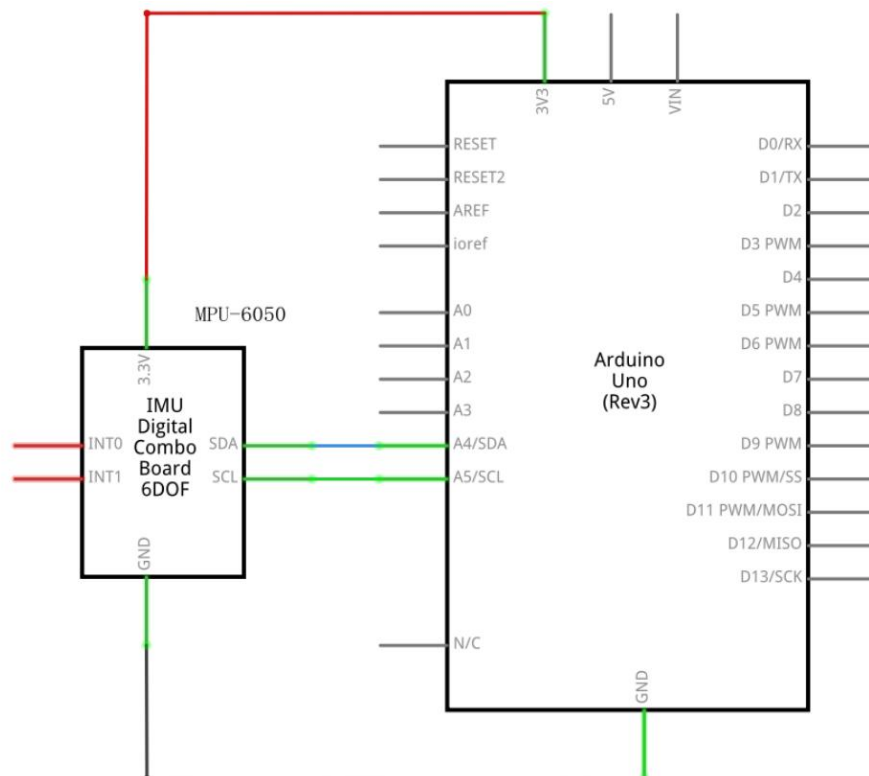 3V3
5V
VIN
RESET
RESET2
AREF
ioref
A0
A1
A2
A3
A4/SDA
A5/SCL
N/C
GND
Arduino
Uno
(Rev3)
D0/RX
D1/TX
D2
D3 PWM
D4
D5 PWM
D6 PWM
D7
D8
D9 PWM
D10 PWM/SS
D11 PWM/MOSI
D12/MISO
D13/SCK
MPU-6050
3.3V
IMU
Digital
Combo
Board
6DOF
INT0
INT1
SDA
SCL
GND